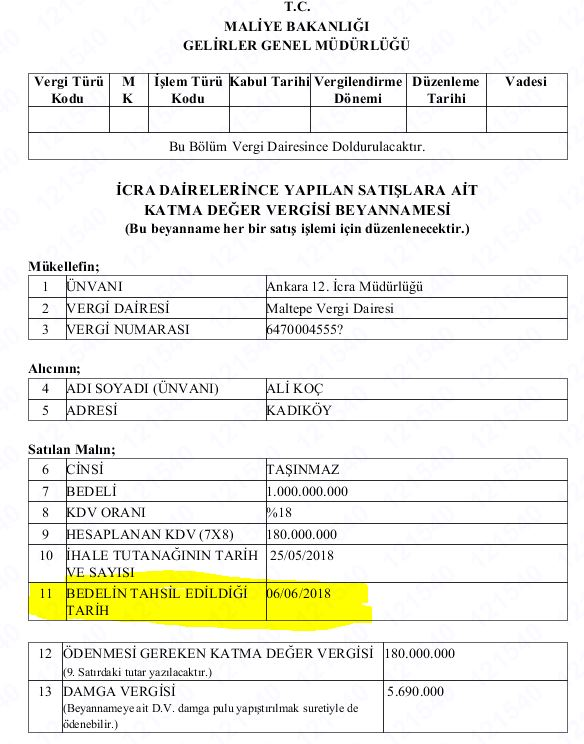 T.C.
MALİYE BAKANLIĞI
GELİRLER GENEL MÜDÜRLÜĞÜ
Vergi Türü Kodu M K İşlem Türü Kodu Kabul Tarihi Vergilendirme Dönemi Düzenleme Tarihi Vadesi
Bu Bölüm Vergi Dairesince Doldurulacaktır.
İCRA DAİRELERİNCE YAPILAN SATIŞLARA AİT
KATMA DEĞER VERGİSİ BEYANNAMESİ
(Bu beyanname her bir satış işlemi için düzenlenecektir.)
Mükellefin;
1 ÜNVANI Ankara 12. İcra Müdürlüğü
2 VERGİ DAİRESİ Maltepe Vergi Dairesi
3 VERGİ NUMARASI 6470004555?
Alıcının;
4 ADI SOYADI (ÜNVANI) ALİ KOÇ
5 ADRESİ KADIKÖY
Satılan Malın;
6 CİNSİ TAŞINMAZ
7 BEDELİ 1.000.000.000
8 KDV ORANI %18
9 HESAPLANAN KDV (7X8) 180.000.000
10 İHALE TUTANAĞININ TARİH 25/05/2018
VE SAYISI
11 BEDELİN TAHSİL EDİLDİĞİ 06/06/2018
TARİH
12 ÖDENMESİ GEREKEN KATMA DEĞER VERGİSİ 180.000.000
(9. Satırdaki tutar yazılacaktır.)
13 DAMGA VERGİSİ 5.690.000
(Beyannameye ait D.V. damga pulu yapıştırılmak suretiyle de
ödenebilir.)